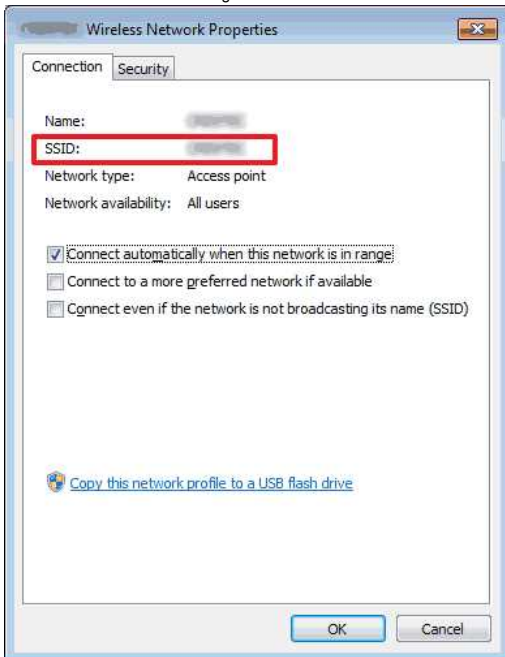 Wireless Network Properties
Connection
Security
Name:
SSID:
Network type: Access point
Network availability: All users
Connect automatically when this network is in range
Connect to a more preferred network if available
Connect even if the network is not broadcasting its name (SSID)
Copy this network profile to a USB flash drive
OK
Cancel